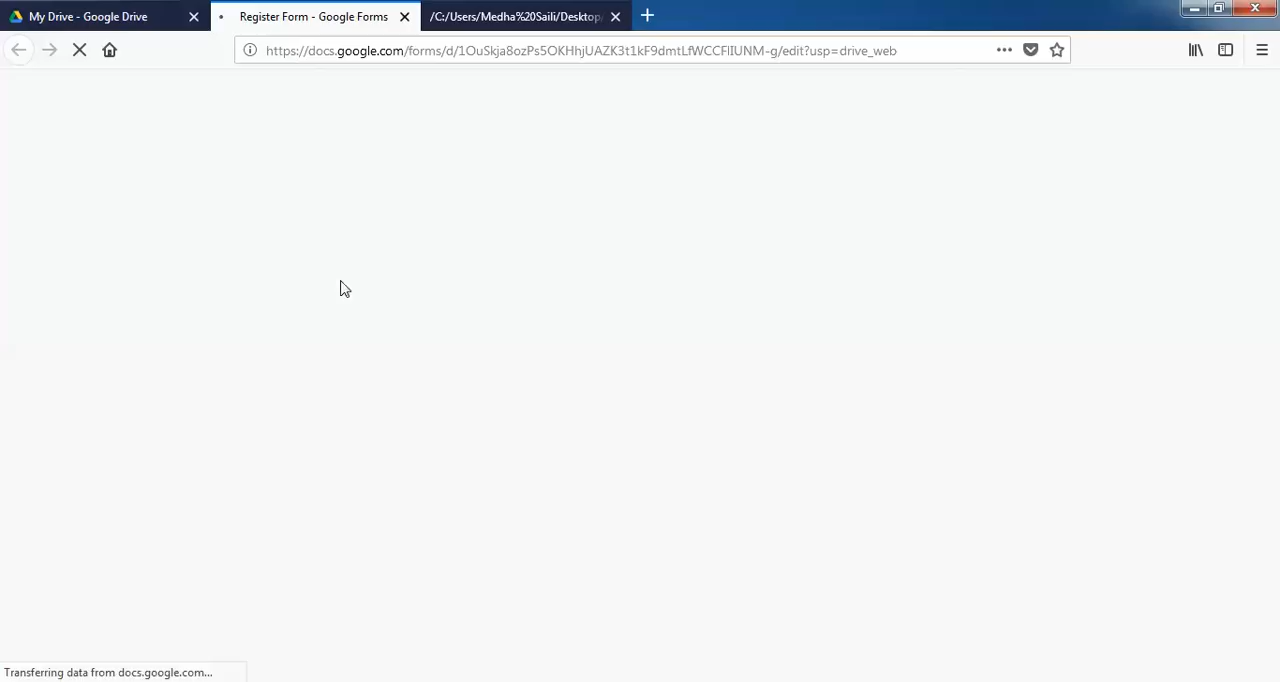 My Drive - Google Drive
Register Form - Google Forms
/C:/Users/Medha%20Saili/Desktop/
https://docs.google.com/forms/d/1OuSkja8ozPs5OKHhjUAZK3t1kF9dmtLfWCCFlIUNM-g/edit?usp=drive_web
Transferring data from docs.google.com...